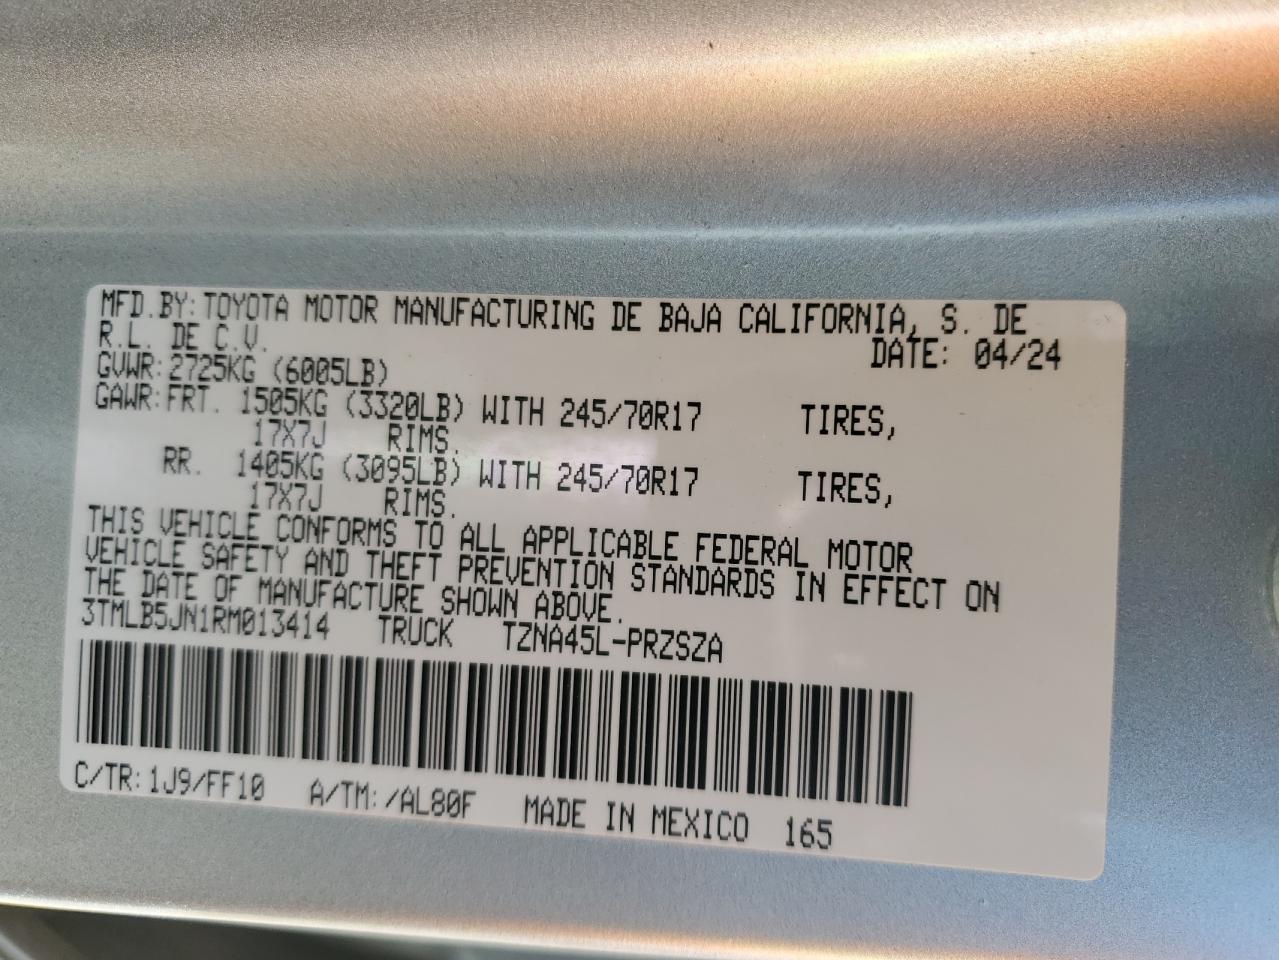 MFD.BY: TOYOTA MOTOR MANUFACTURING DE BAJA CALIFORNIA, S. DE
R.L. DE C.V. DATE: 04/24
GVWR: 2725KG (6005LB)
GAWR: FRT. 1505KG (3320LB) WITH 245/70R17 TIRES,
17X7J RIMS.
RR. 1405KG (3095LB) WITH 245/70R17 TIRES,
17X7J RIMS.
THIS VEHICLE CONFORMS TO ALL APPLICABLE FEDERAL MOTOR
VEHICLE SAFETY AND THEFT PREVENTION STANDARDS IN EFFECT ON
THE DATE OF MANUFACTURE SHOWN ABOVE.
3TMLB5JN1RM013414 TRUCK TZNA45L-PRZSZA
C/TR: 1J9/FF10 A/TM: /AL80F MADE IN MEXICO 165